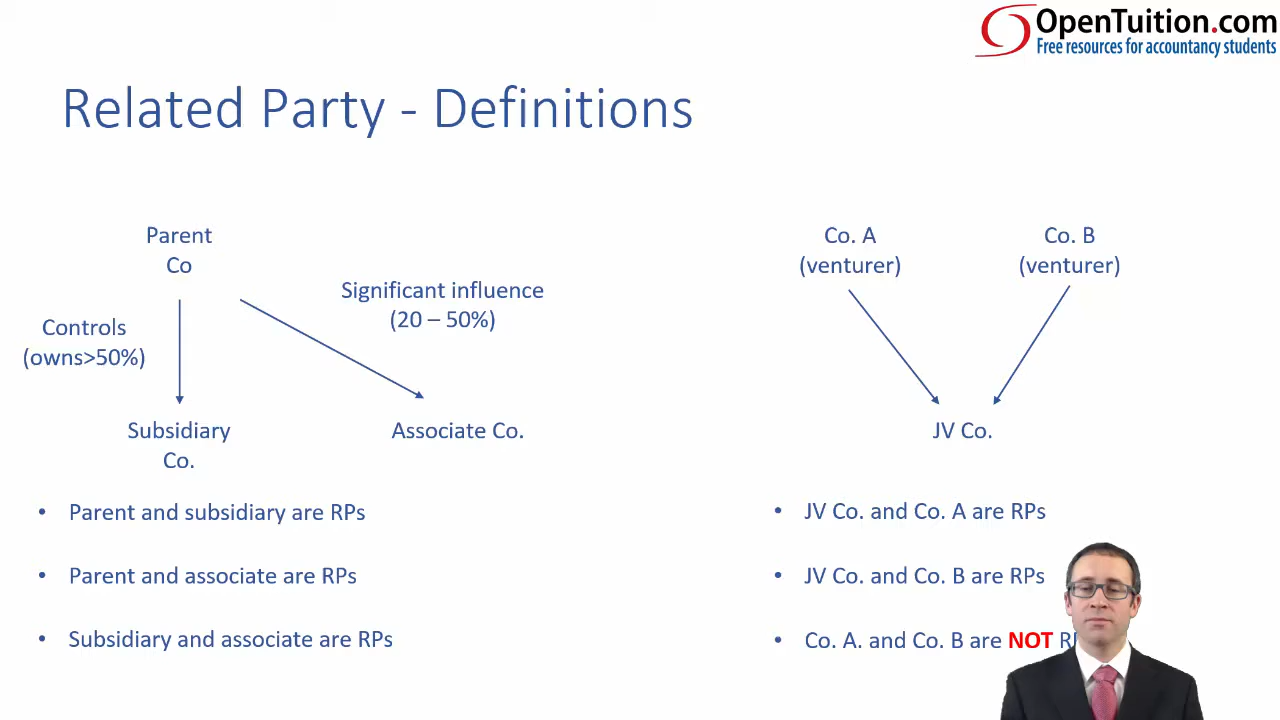 OpenTuition.com
Free resources for accountancy students
Related Party - Definitions
Parent
Co
Significant influence
(20 – 50%)
Controls
(owns>50%)
Subsidiary
Co.
Associate Co.
• Parent and subsidiary are RPs
• Parent and associate are RPs
• Subsidiary and associate are RPs
Co. A
(venturer)
Co. B
(venturer)
JV Co.
• JV Co. and Co. A are RPs
• JV Co. and Co. B are RPs
• Co. A. and Co. B are NOT